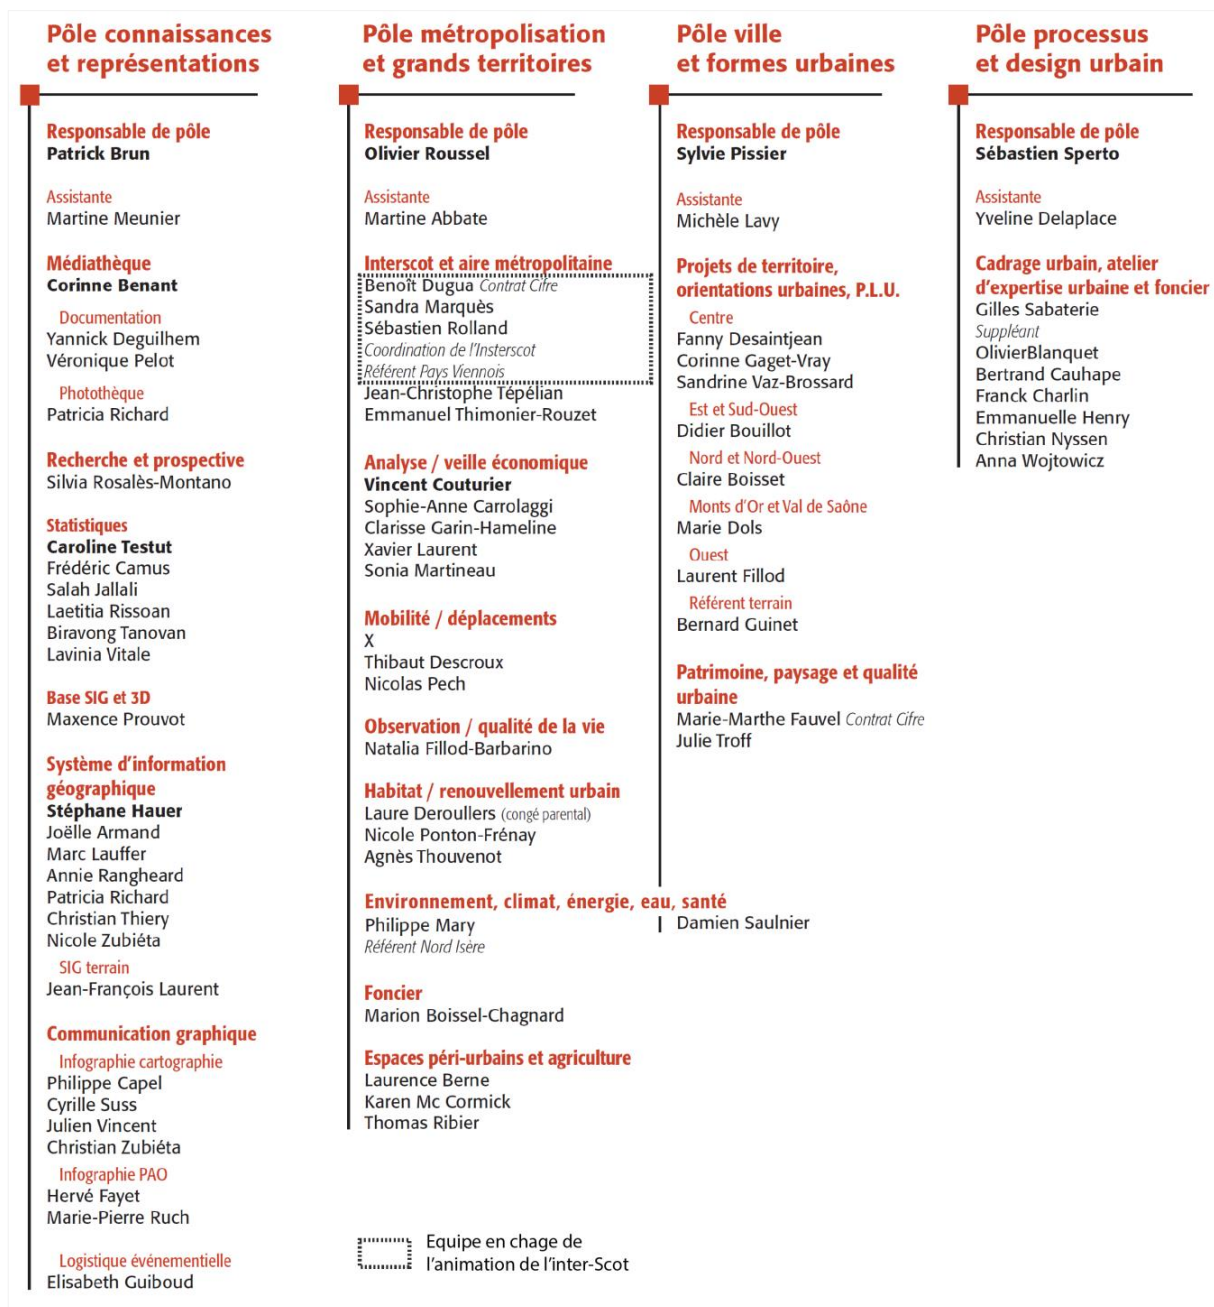 Pôle connaissances
et représentations
Responsable de pôle
Patrick Brun
Assistante
Martine Meunier
Médiathèque
Corinne Benant
Documentation
Yannick Deguilhem
Véronique Pelot
Photothèque
Patricia Richard
Recherche et prospective
Silvia Rosalès-Montano
Statistiques
Caroline Testut
Frédéric Camus
Salah Jallali
Laetitia Rissoan
Biravong Tanovan
Lavinia Vitale
Base SIG et 3D
Maxence Prouvot
Système d'information
géographique
Stéphane Hauer
Joëlle Armand
Marc Lauffer
Annie Rangheard
Patricia Richard
Christian Thiery
Nicole Zubiéta
SIG terrain
Jean-François Laurent
Communication graphique
Infographie cartographie
Philippe Capel
Cyrille Suss
Julien Vincent
Christian Zubiéta
Infographie PAO
Hervé Fayet
Marie-Pierre Ruch
Logistique événementielle
Elisabeth Guiboud
Pôle métropolisation
et grands territoires
Responsable de pôle
Olivier Roussel
Assistante
Martine Abbate
Interscot et aire métropolitaine
Benoît Dugua Contrat Cifre
Sandra Marquès
Sébastien Rolland
Coordination de l'Insterscot
Référent Pays Viennois
Jean-Christophe Tépélian
Emmanuel Thimonier-Rouzet
Analyse / veille économique
Vincent Couturier
Sophie-Anne Carrolaggi
Clarisse Garin-Hameline
Xavier Laurent
Sonia Martineau
Mobilité / déplacements
X
Thibaut Descroux
Nicolas Pech
Observation / qualité de la vie
Natalia Fillod-Barbarino
Habitat / renouvellement urbain
Laure Deroullers (congé parental)
Nicole Ponton-Frénay
Agnès Thouvenot
Environnement, climat, énergie, eau, santé
Philippe Mary
Référent Nord Isère
Foncier
Marion Boissel-Chagnard
Espaces péri-urbains et agriculture
Laurence Berne
Karen Mc Cormick
Thomas Ribier
Equipe en chage de
l'animation de l'inter-Scot
Pôle ville
et formes urbaines
Responsable de pôle
Sylvie Pissier
Assistante
Michèle Lavy
Projets de territoire,
orientations urbaines, P.L.U.
Centre
Fanny Desaintjean
Corinne Gaget-Vray
Sandrine Vaz-Brossard
Est et Sud-Ouest
Didier Bouillot
Nord et Nord-Ouest
Claire Boisset
Monts d'Or et Val de Saône
Marie Dols
Ouest
Laurent Fillod
Référent terrain
Bernard Guinet
Patrimoine, paysage et qualité
urbaine
Marie-Marthe Fauvel Contrat Cifre
Julie Troff
Damien Saulnier
Pôle processus
et design urbain
Responsable de pôle
Sébastien Sperto
Assistante
Yveline Delaplace
Cadrage urbain, atelier
d'expertise urbaine et foncier
Gilles Sabaterie
Suppléant
OlivierBlanquet
Bertrand Cauhape
Franck Charlin
Emmanuelle Henry
Christian Nyssen
Anna Wojtowicz